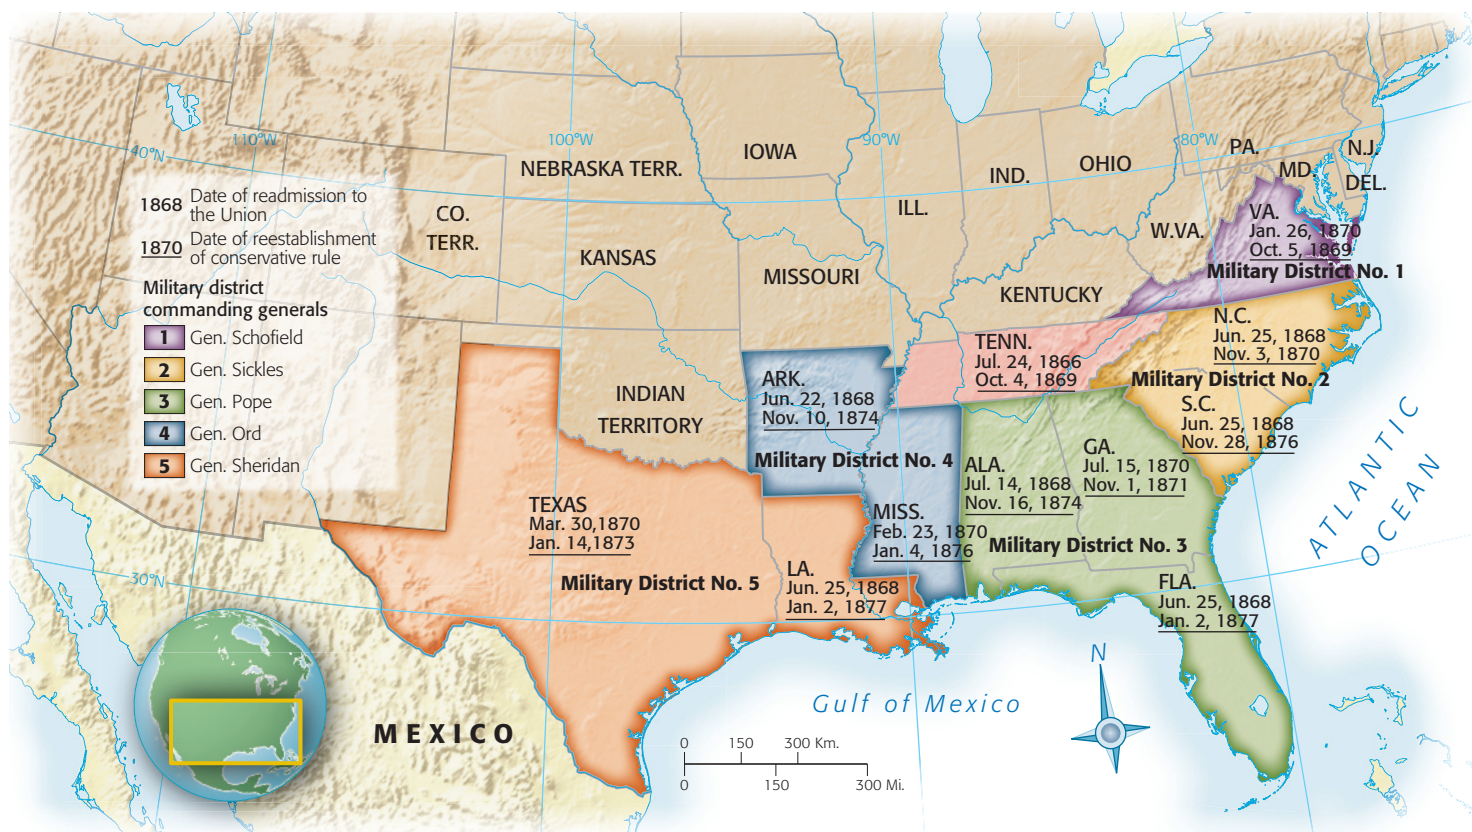 110°W
100°W
90°W
80°W
40°N
30°N
1868 Date of readmission to
the Union
1870 Date of reestablishment
of conservative rule
Military district
commanding generals
1 Gen. Schofield
2 Gen. Sickles
3 Gen. Pope
4 Gen. Ord
5 Gen. Sheridan
NEBRASKA TERR.
IOWA
CO.
TERR.
KANSAS
MISSOURI
ILL.
IND.
OHIO
KENTUCKY
W.VA.
PA.
MD.
N.J.
DEL.
VA.
Jan. 26, 1870
Oct. 5, 1869
Military District No. 1
TENN.
Jul. 24, 1866
Oct. 4, 1869
N.C.
Jun. 25, 1868
Nov. 3, 1870
Military District No. 2
S.C.
Jun. 25, 1868
Nov. 28, 1876
INDIAN
TERRITORY
ARK.
Jun. 22, 1868
Nov. 10, 1874
Military District No. 4
MISS.
Feb. 23, 1870
Jan. 4, 1876
ALA.
Jul. 14, 1868
Nov. 16, 1874
GA.
Jul. 15, 1870
Nov. 1, 1871
Military District No. 3
FLA.
Jun. 25, 1868
Jan. 2, 1877
TEXAS
Mar. 30,1870
Jan. 14,1873
Military District No. 5
LA.
Jun. 25, 1868
Jan. 2, 1877
MEXICO
Gulf of Mexico
ATLANTIC
OCEAN
N
0 150 300 Km.
0 150 300 Mi.